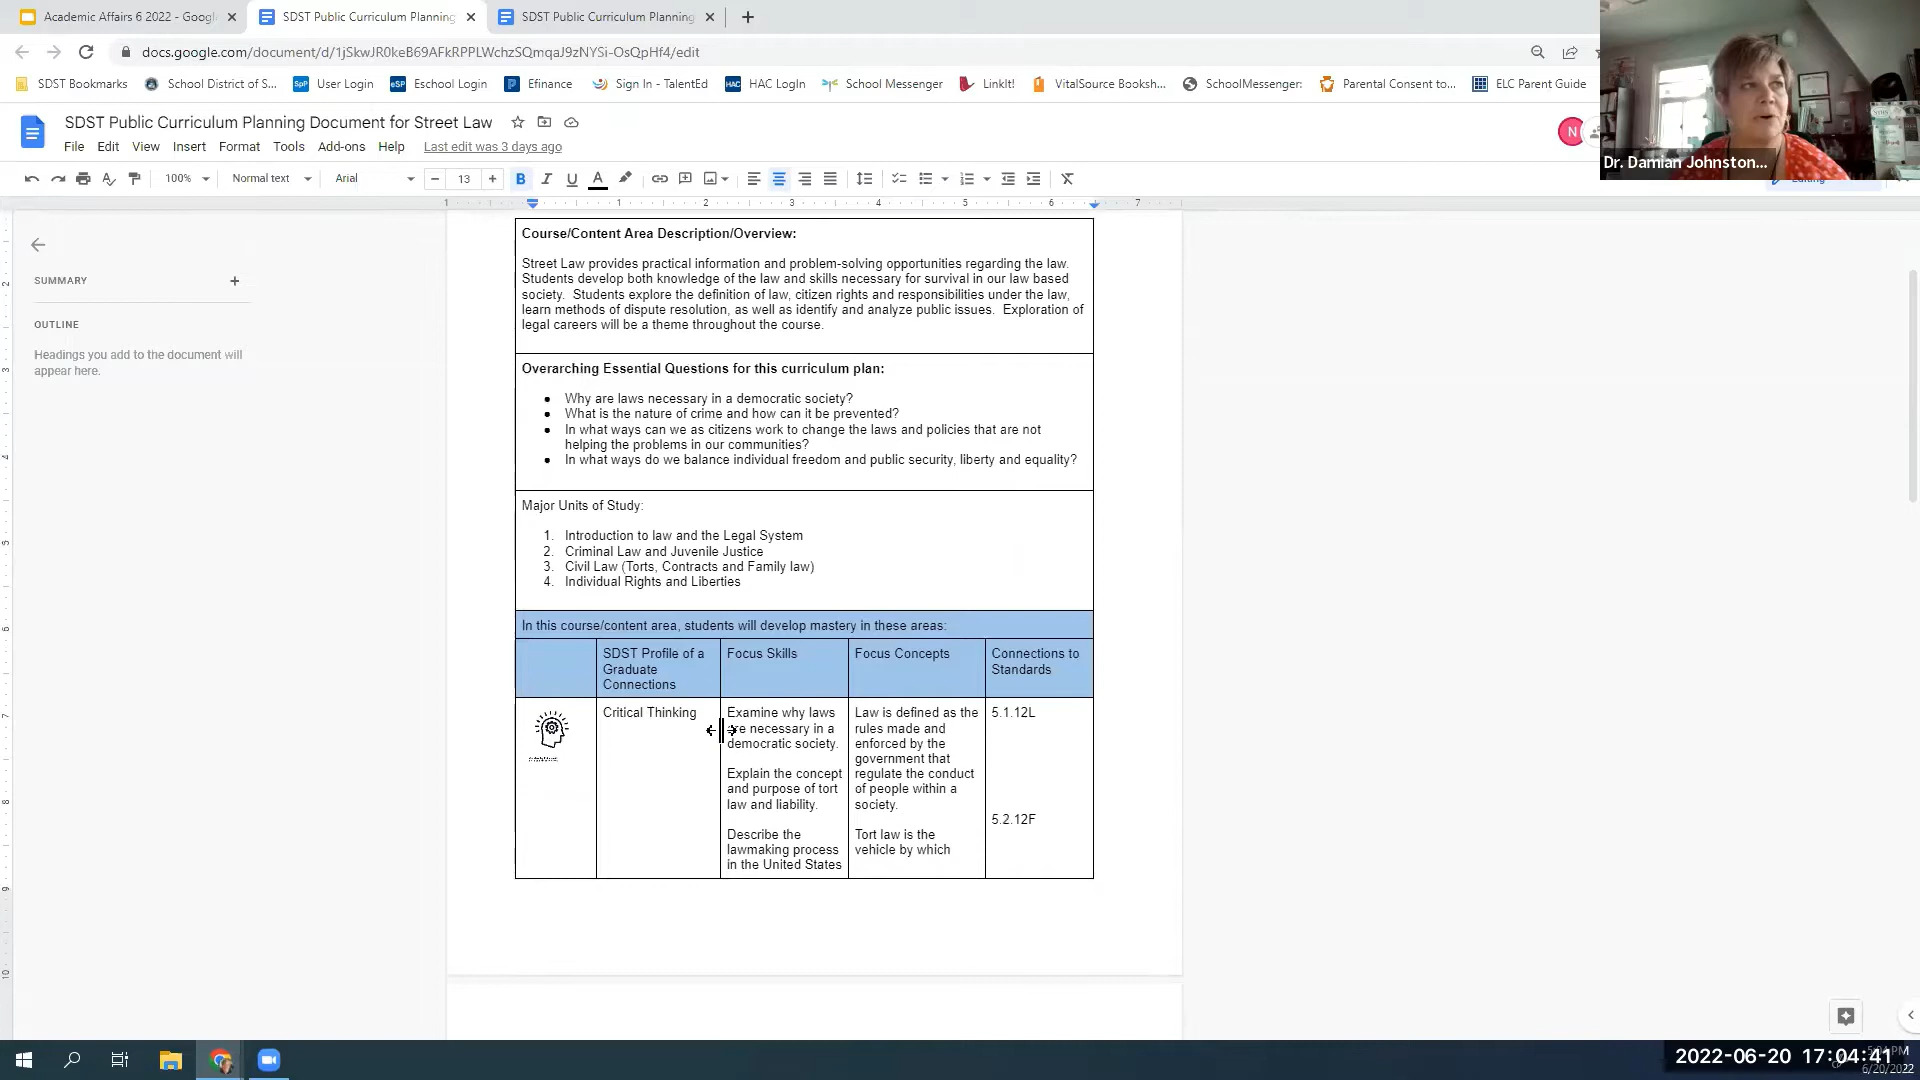 Academic Affairs 6 2022 - Googl
SDST Public Curriculum Planning
SDST Public Curriculum Planning
docs.google.com/document/d/1jSkwJR0keB69AFkRPPLWchzSQmqaJ9zNYSi-OsQpHf4/edit
SDST Bookmarks
School District of S...
User Login
Eschool Login
Efinance
Sign In - TalentEd
HAC LogIn
School Messenger
LinkIt!
VitalSource Booksh...
SchoolMessenger:
Parental Consent to...
ELC Parent Guide
SDST Public Curriculum Planning Document for Street Law
N
File Edit View Insert Format Tools Add-ons Help Last edit was 3 days ago
Dr. Damian Johnston...
100% Normal text Arial 13 B I U A
1 1 2 3 4 5 6 7
SUMMARY
OUTLINE
Headings you add to the document will
appear here.
Course/Content Area Description/Overview:
Street Law provides practical information and problem-solving opportunities regarding the law.
Students develop both knowledge of the law and skills necessary for survival in our law based
society. Students explore the definition of law, citizen rights and responsibilities under the law,
learn methods of dispute resolution, as well as identify and analyze public issues. Exploration of
legal careers will be a theme throughout the course.
Overarching Essential Questions for this curriculum plan:
● Why are laws necessary in a democratic society?
● What is the nature of crime and how can it be prevented?
● In what ways can we as citizens work to change the laws and policies that are not
helping the problems in our communities?
● In what ways do we balance individual freedom and public security, liberty and equality?
Major Units of Study:
1. Introduction to law and the Legal System
2. Criminal Law and Juvenile Justice
3. Civil Law (Torts, Contracts and Family law)
4. Individual Rights and Liberties
In this course/content area, students will develop mastery in these areas:
SDST Profile of a
Graduate
Connections
Focus Skills
Focus Concepts
Connections to
Standards
Critical Thinking
Examine why laws
are necessary in a
democratic society.
Explain the concept
and purpose of tort
law and liability.
Describe the
lawmaking process
in the United States
Law is defined as the
rules made and
enforced by the
government that
regulate the conduct
of people within a
society.
Tort law is the
vehicle by which
5.1.12L
5.2.12F
2022-06-20 17:04:41
6/20/2022